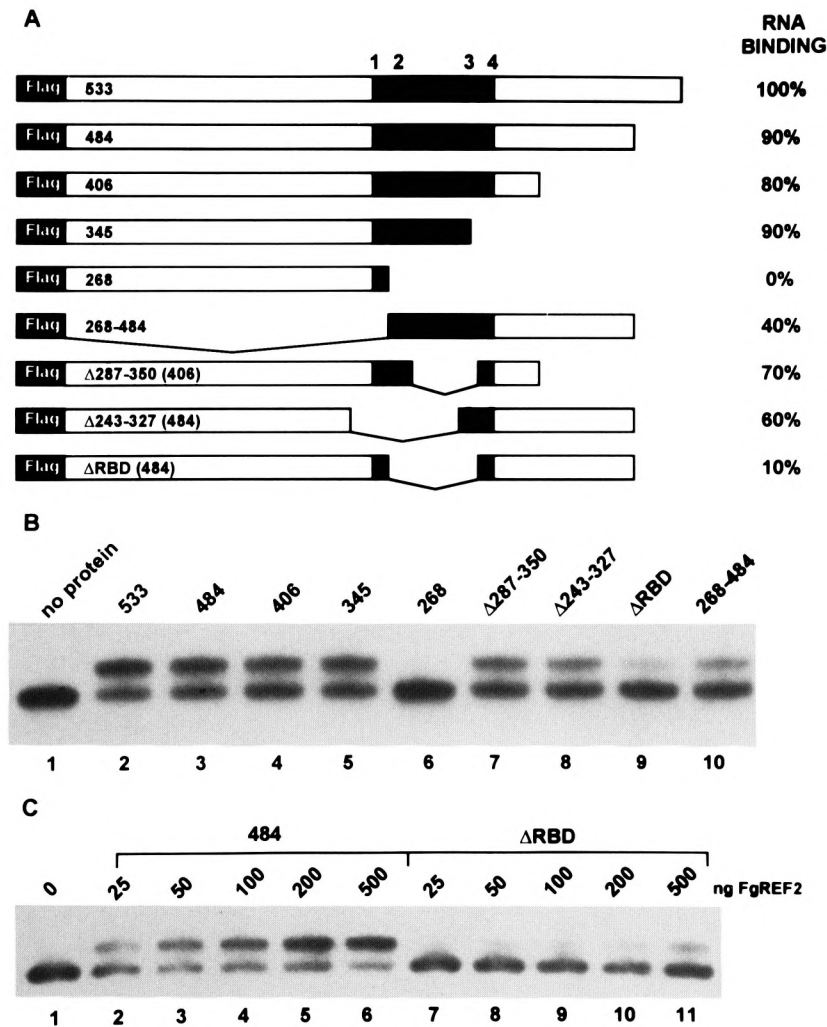 A
RNA
BINDING
1 2 3 4
Flag 533 100%
Flag 484 90%
Flag 406 80%
Flag 345 90%
Flag 268 0%
Flag 268-484 40%
Flag Δ287-350 (406) 70%
Flag Δ243-327 (484) 60%
Flag ΔRBD (484) 10%
B
no protein 533 484 406 345 268 Δ287-350 Δ243-327 ΔRBD 268-484
1 2 3 4 5 6 7 8 9 10
C
484 ΔRBD
0 25 50 100 200 500 25 50 100 200 500 ng FgREF2
1 2 3 4 5 6 7 8 9 10 11